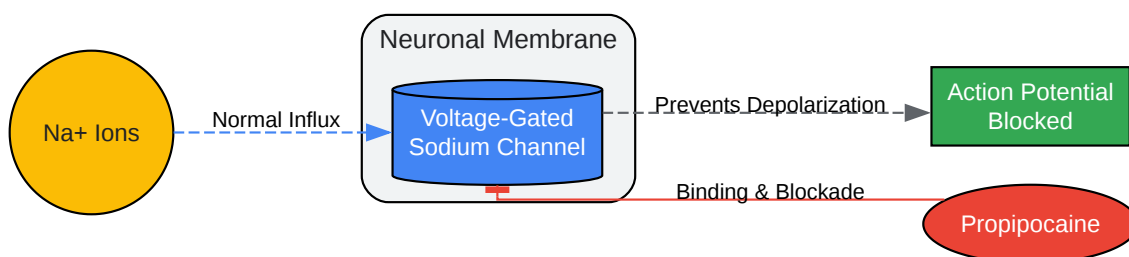 Neuronal Membrane
Na+ Ions
Normal Influx
Voltage-Gated
Sodium Channel
Prevents Depolarization
Action Potential
Blocked
Binding & Blockade
Propipocaine